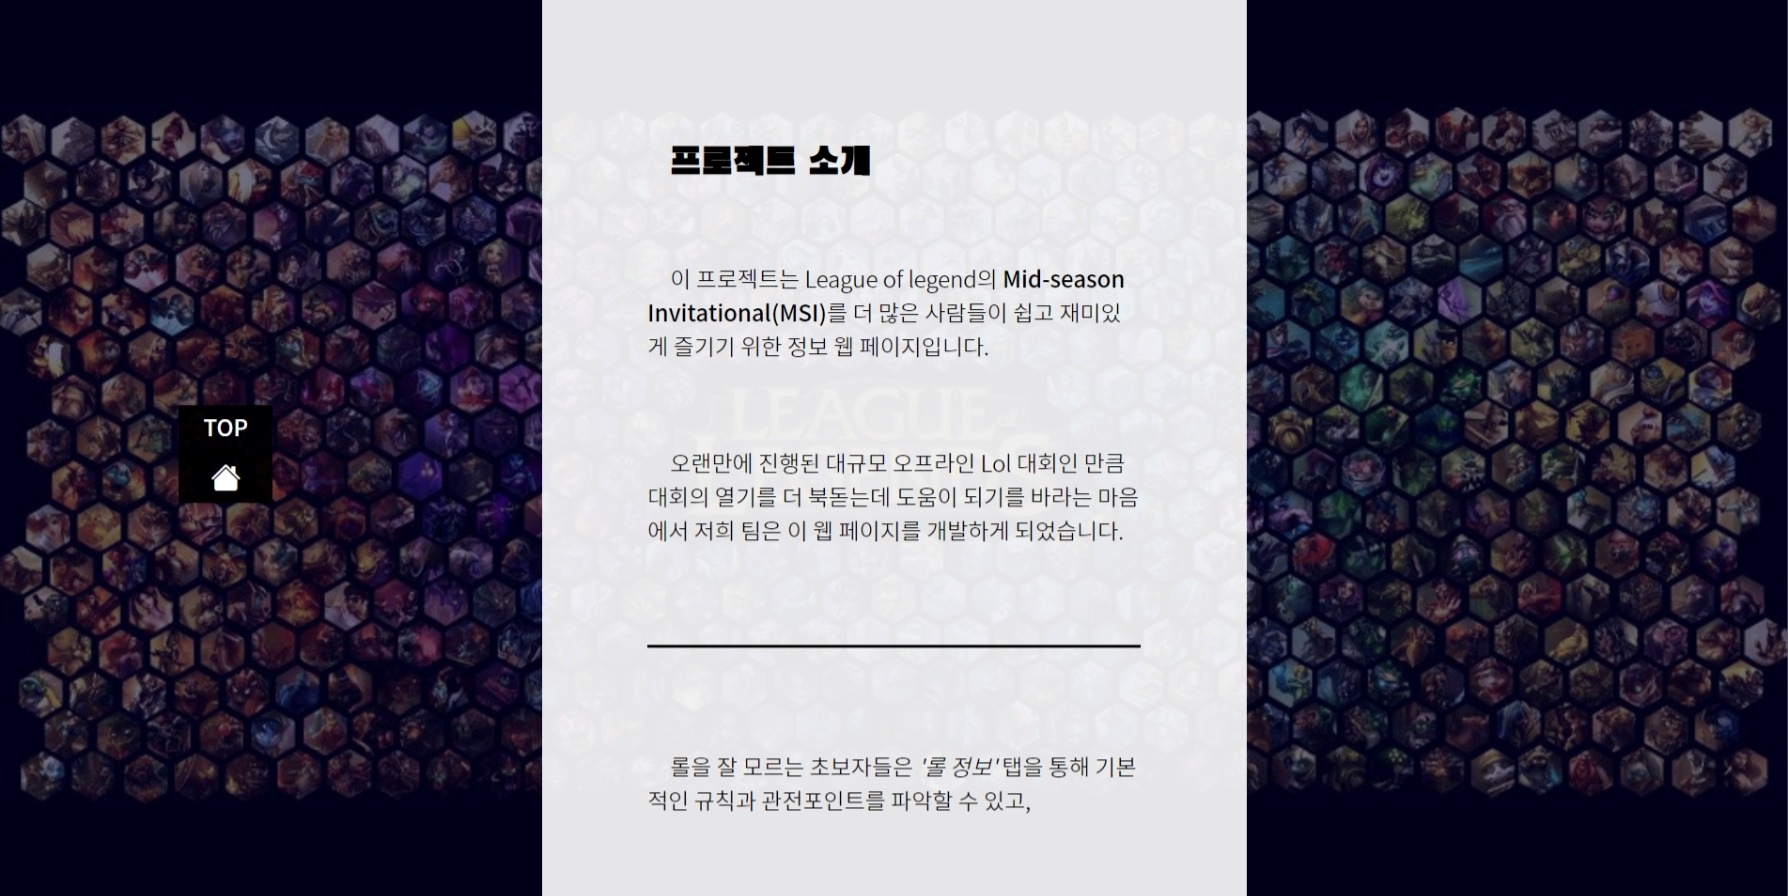 프로젝트 소개
이 프로젝트는 League of legend의 Mid-season
Invitational(MSI)를 더 많은 사람들이 쉽고 재미있
게 즐기기 위한 정보 웹 페이지입니다.
LEAGUE of
LEGENDS
TOP
오랜만에 진행된 대규모 오프라인 Lol 대회인 만큼
대회의 열기를 더 북돋는데 도움이 되기를 바라는 마음
에서 저희 팀은 이 웹 페이지를 개발하게 되었습니다.
롤을 잘 모르는 초보자들은 '롤 정보' 탭을 통해 기본
적인 규칙과 관전포인트를 파악할 수 있고,